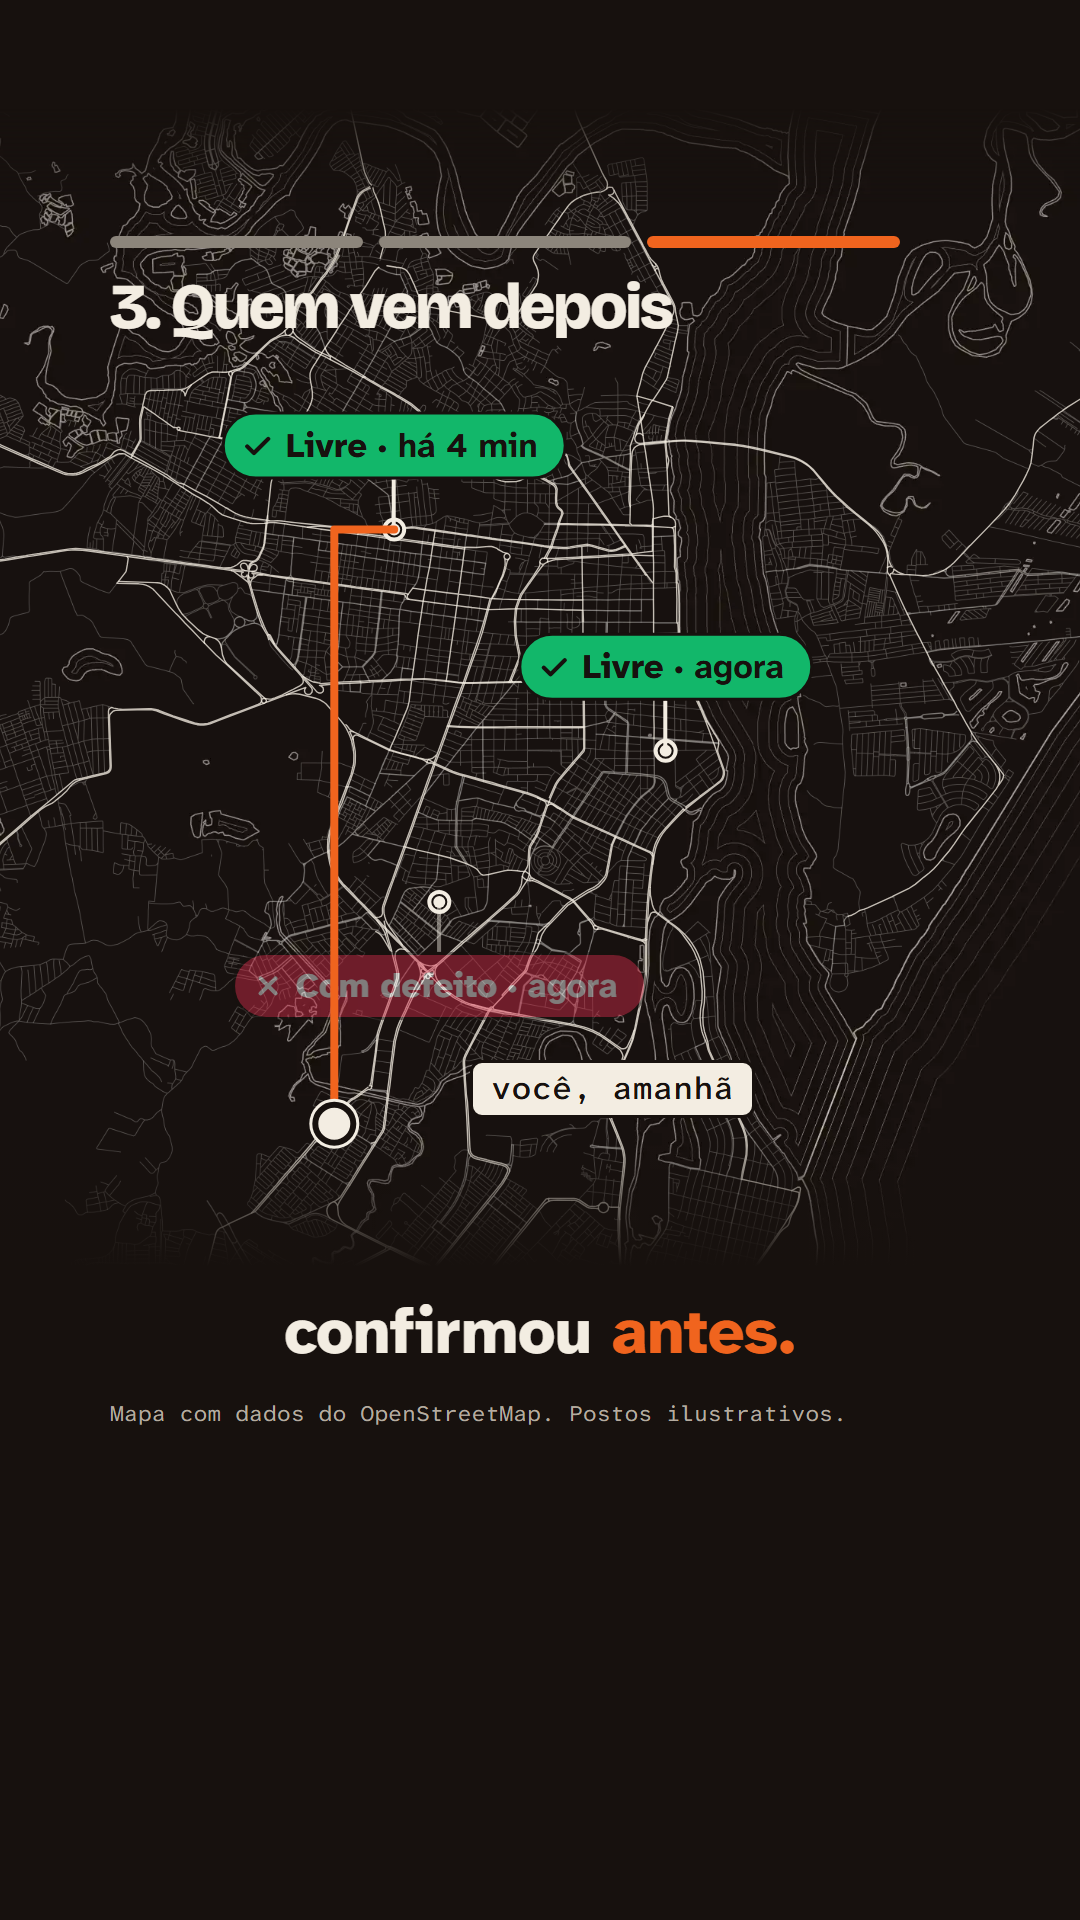 3. Quem vem depois
Livre · há 4 min
Livre · agora
Com defeito · agora
você, amanhã
confirmou antes.
Mapa com dados do OpenStreetMap. Postos ilustrativos.